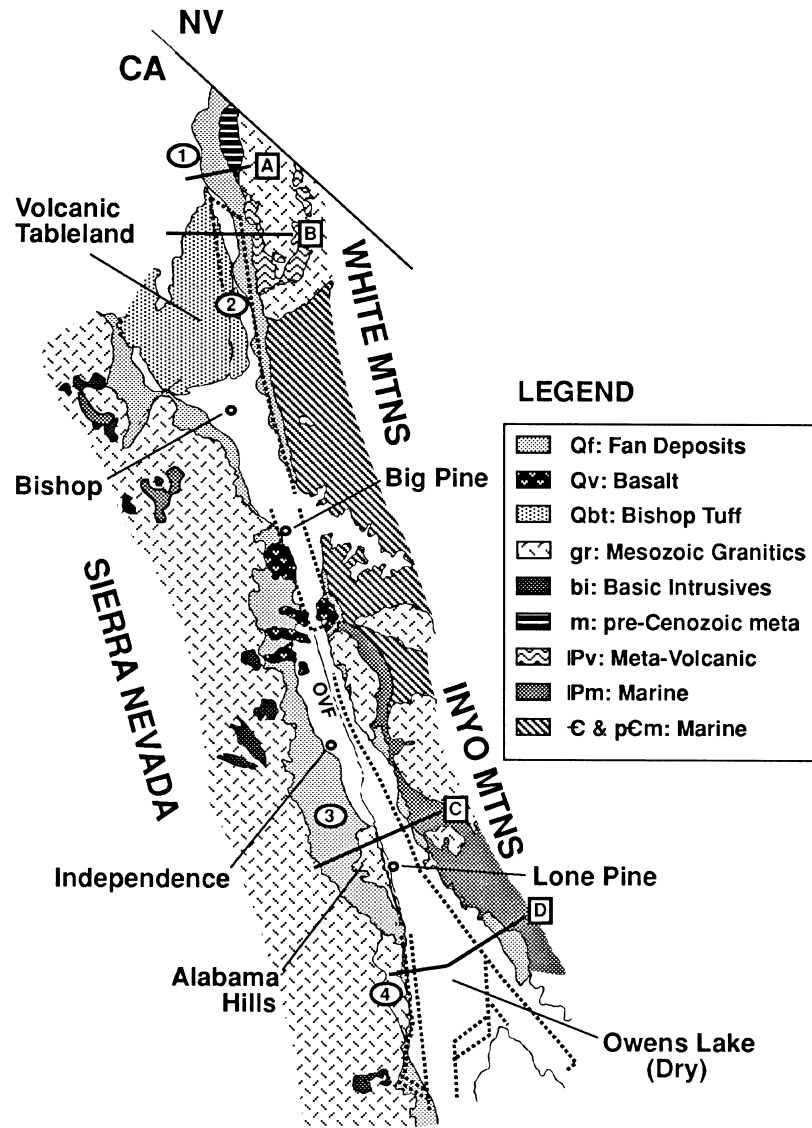 NV
CA
1
A
Volcanic
Tableland
B
2
WHITE MTNS
Bishop
Big Pine
SIERRA NEVADA
OVF
INYO MTNS
3
C
Independence
Lone Pine
D
Alabama
Hills
4
Owens Lake
(Dry)
LEGEND
Qf: Fan Deposits
Qv: Basalt
Qbt: Bishop Tuff
gr: Mesozoic Granitics
bi: Basic Intrusives
m: pre-Cenozoic meta
IPv: Meta-Volcanic
IPm: Marine
Є & pЄm: Marine